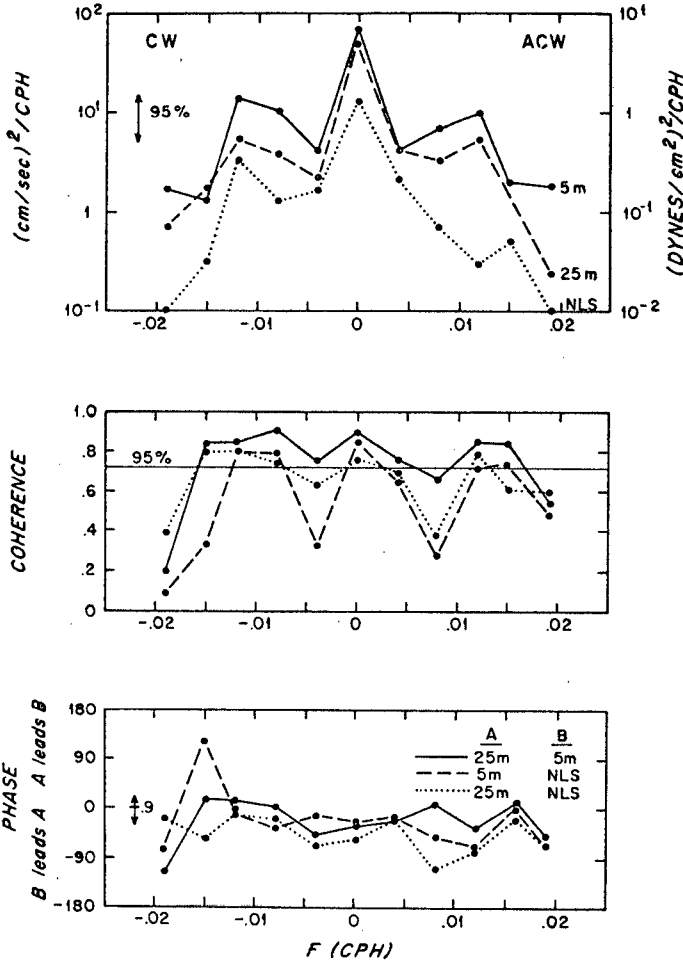 10² 10¹
CW ACW
10¹ 95% 1
(cm/sec)²/CPH (DYNES/cm²)²/CPH
1 5m 10⁻¹
25m
10⁻¹ NLS 10⁻²
-.02 -.01 0 .01 .02
1.0
.8 95%
.6
COHERENCE
.4
.2
0
-.02 -.01 0 .01 .02
180
A B
90 25m 5m
5m NLS
0 .9 25m NLS
PHASE
B leads A A leads B
-90
-180
-.02 -.01 0 .01 .02
F (CPH)